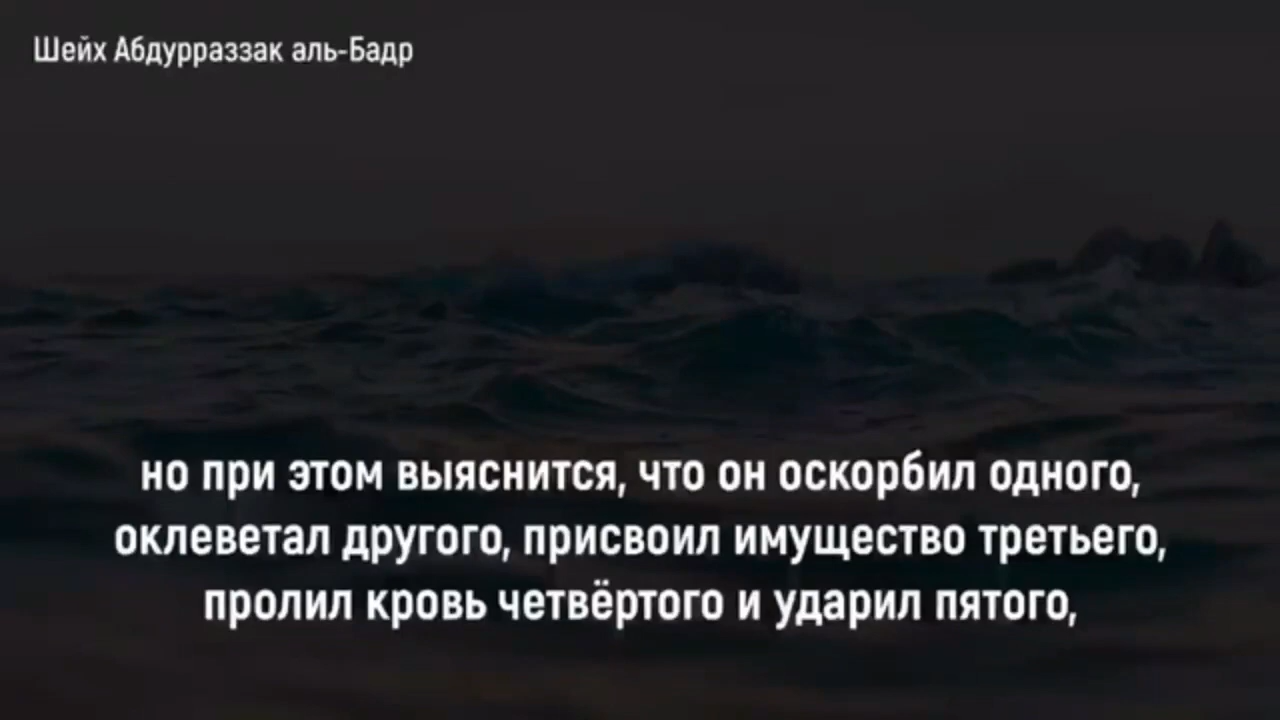 Шейх Абдурраззак аль-Бадр
но при этом выяснится, что он оскорбил одного,
оклеветал другого, присвоил имущество третьего,
пролил кровь четвёртого и ударил пятого,